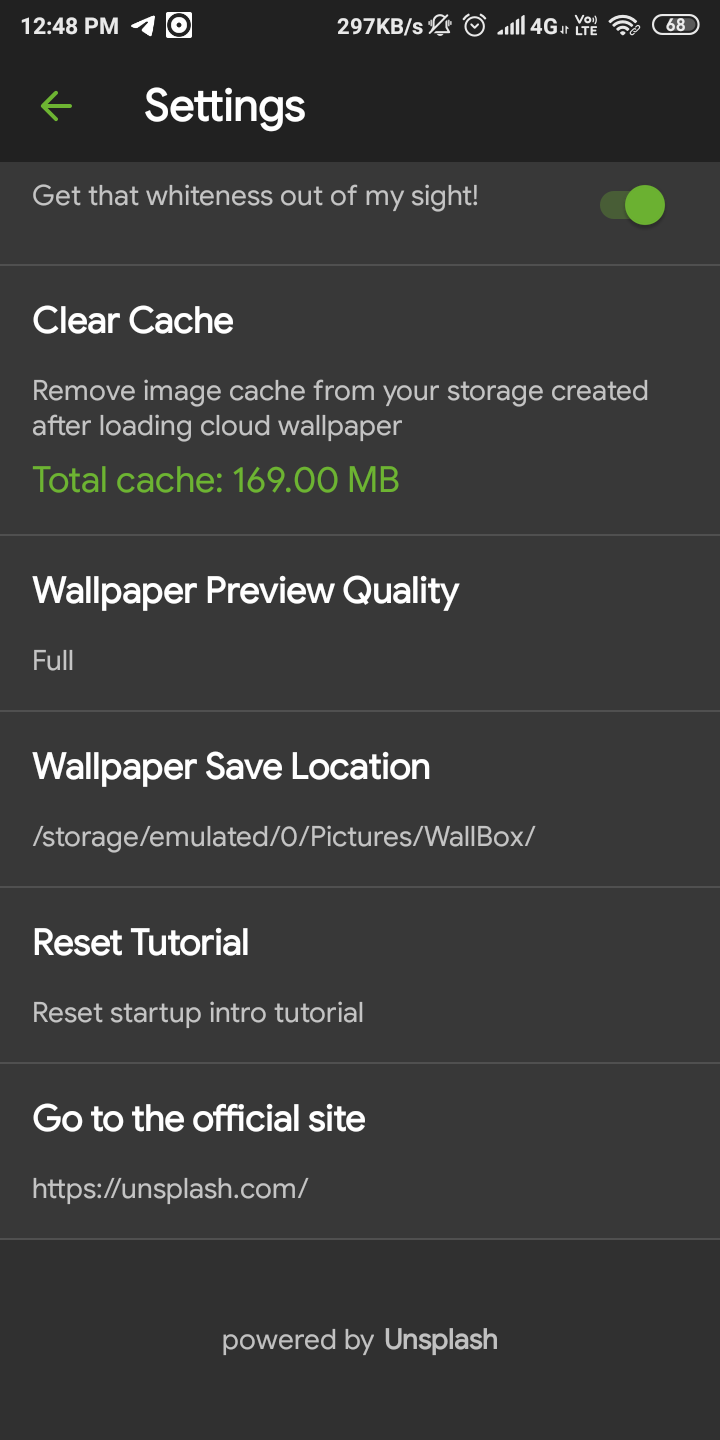 12:48 PM 297KB/s 4G Vo) LTE 68
Settings
Get that whiteness out of my sight!
Clear Cache
Remove image cache from your storage created
after loading cloud wallpaper
Total cache: 169.00 MB
Wallpaper Preview Quality
Full
Wallpaper Save Location
/storage/emulated/0/Pictures/WallBox/
Reset Tutorial
Reset startup intro tutorial
Go to the official site
https://unsplash.com/
powered by Unsplash